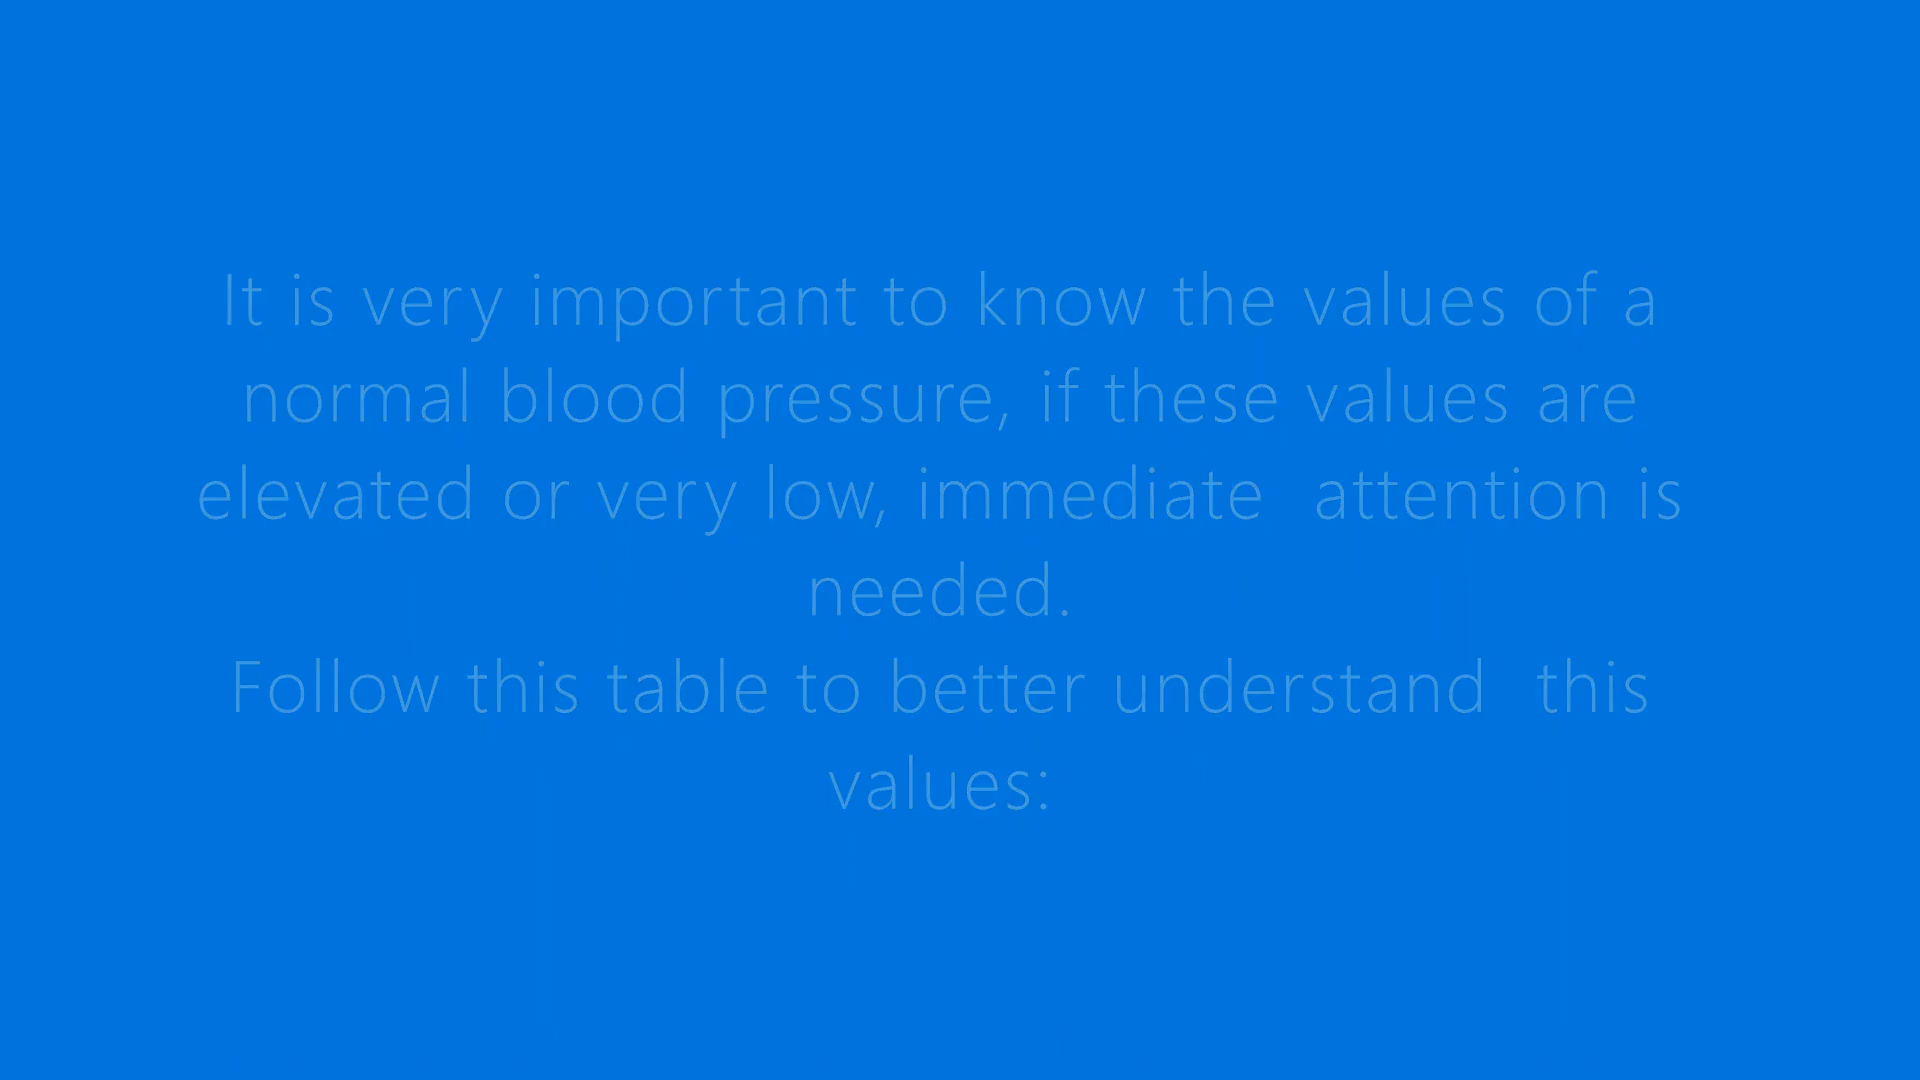 It is very important to know the values of a
normal blood pressure, if these values are
elevated or very low, immediate  attention is
needed.
Follow this table to better understand  this
values: